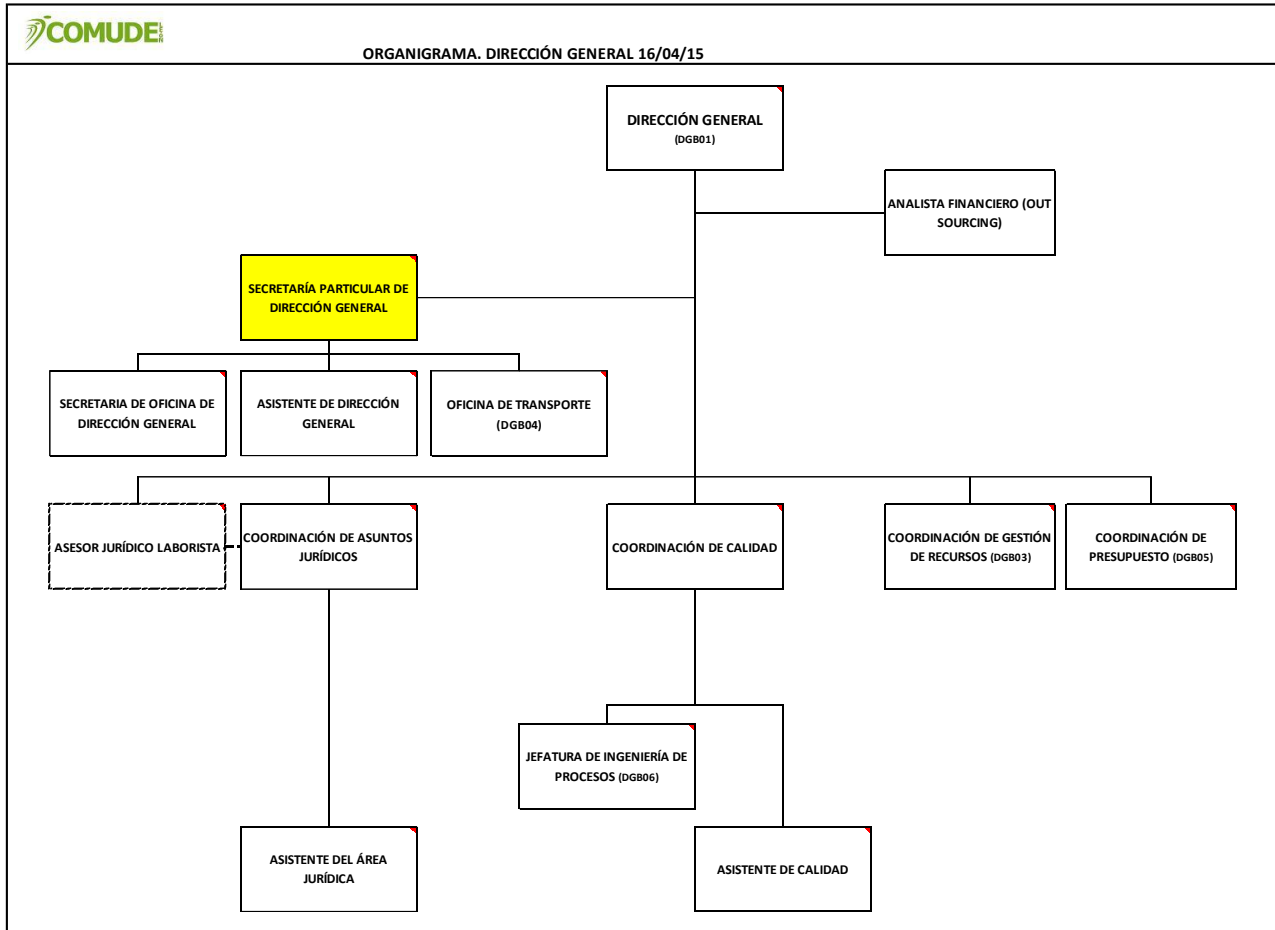 COMUDE
LEÓN
ORGANIGRAMA. DIRECCIÓN GENERAL 16/04/15
DIRECCIÓN GENERAL
(DGB01)
ANALISTA FINANCIERO (OUT
SOURCING)
SECRETARÍA PARTICULAR DE
DIRECCIÓN GENERAL
SECRETARIA DE OFICINA DE
DIRECCIÓN GENERAL
ASISTENTE DE DIRECCIÓN
GENERAL
OFICINA DE TRANSPORTE
(DGB04)
ASESOR JURÍDICO LABORISTA
COORDINACIÓN DE ASUNTOS
JURÍDICOS
COORDINACIÓN DE CALIDAD
COORDINACIÓN DE GESTIÓN
DE RECURSOS (DGB03)
COORDINACIÓN DE
PRESUPUESTO (DGB05)
JEFATURA DE INGENIERÍA DE
PROCESOS (DGB06)
ASISTENTE DEL ÁREA
JURÍDICA
ASISTENTE DE CALIDAD